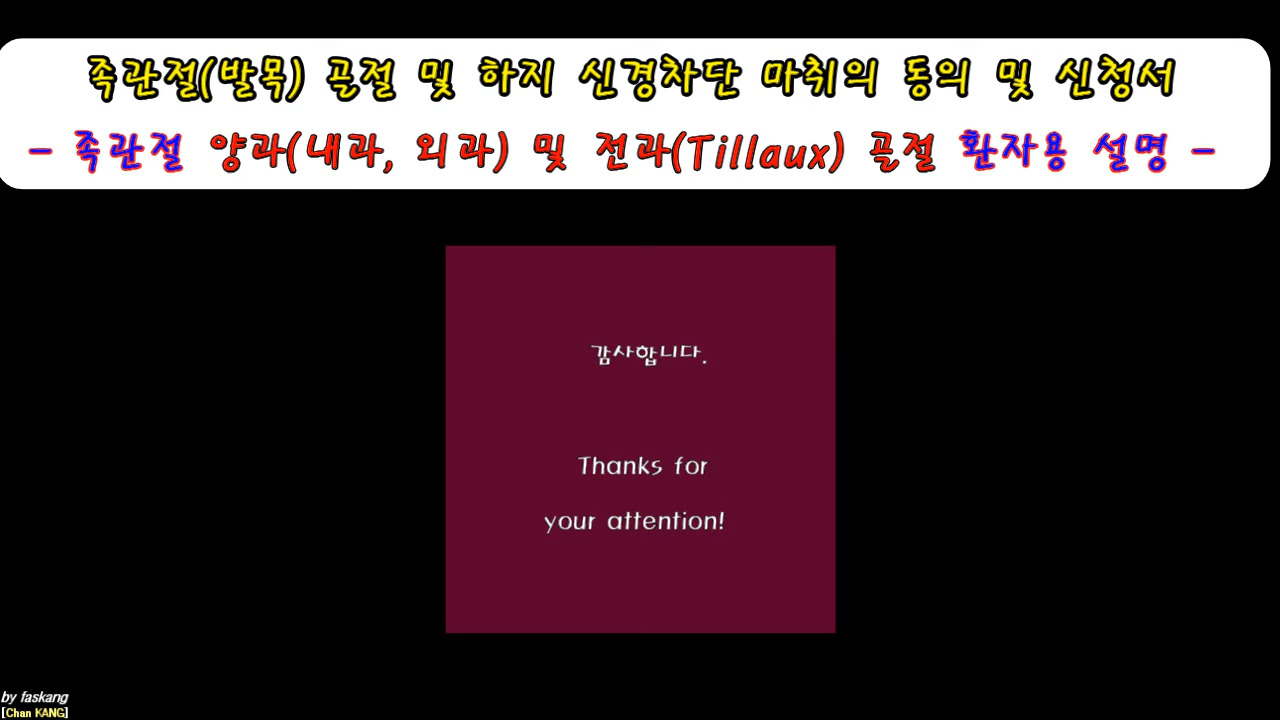 족관절(발목) 골절 및 하지 신경차단 마취의 동의 및 신청서
- 족관절 양과(내과, 외과) 및 전과(Tillaux) 골절 환자용 설명 -
감사합니다.
Thanks for
your attention!
by faskang
[Chan KANG]